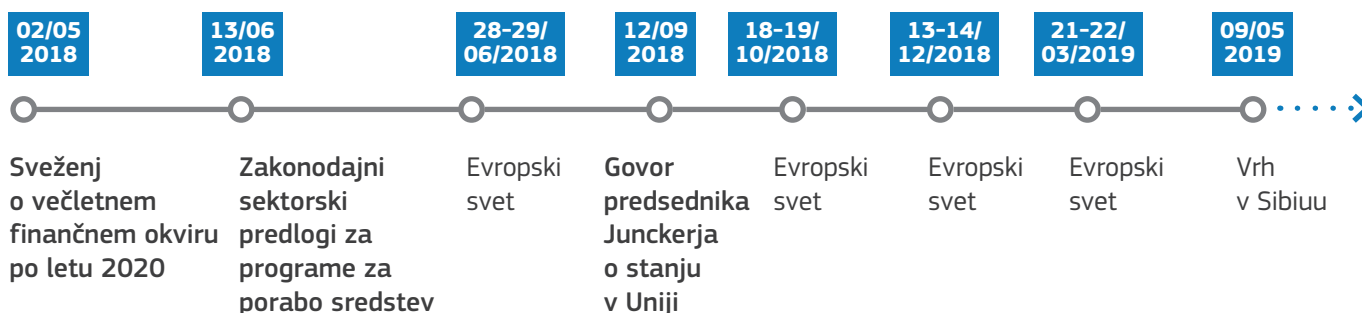 02/05
2018
13/06
2018
28-29/
06/2018
12/09
2018
18-19/
10/2018
13-14/
12/2018
21-22/
03/2019
09/05
2019
Sveženj
o večletnem
finančnem okviru
po letu 2020
Zakonodajni
sektorski
predlogi za
programe za
porabo sredstev
Evropski
svet
Govor
predsednika
Junckerja
o stanju
v Uniji
Evropski
svet
Evropski
svet
Evropski
svet
Vrh
v Sibiuu